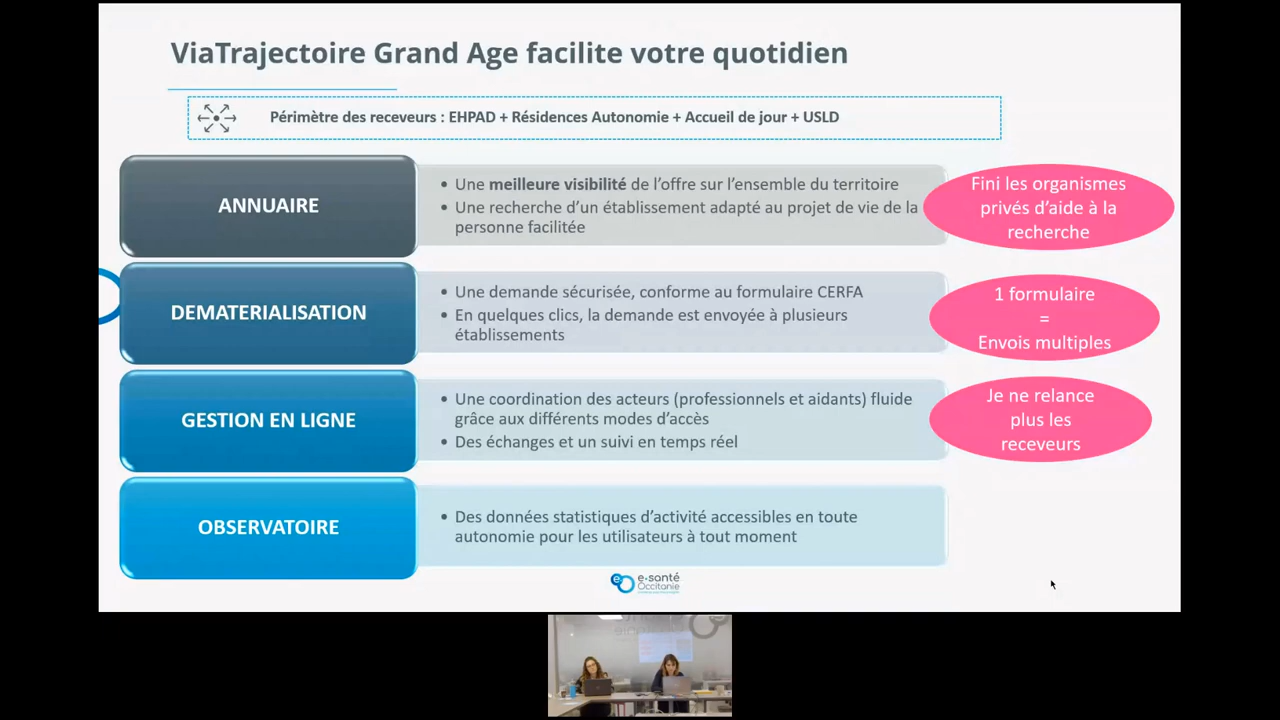 ViaTrajectoire Grand Age facilite votre quotidien
Périmètre des receveurs : EHPAD + Résidences Autonomie + Accueil de jour + USLD
ANNUAIRE
• Une meilleure visibilité de l'offre sur l'ensemble du territoire
• Une recherche d'un établissement adapté au projet de vie de la
personne facilitée
Fini les organismes
privés d'aide à la
recherche
DEMATERIALISATION
• Une demande sécurisée, conforme au formulaire CERFA
• En quelques clics, la demande est envoyée à plusieurs
établissements
1 formulaire
=
Envois multiples
GESTION EN LIGNE
• Une coordination des acteurs (professionnels et aidants) fluide
grâce aux différents modes d'accès
• Des échanges et un suivi en temps réel
Je ne relance
plus les
receveurs
OBSERVATOIRE
• Des données statistiques d'activité accessibles en toute
autonomie pour les utilisateurs à tout moment
e-santé
Occitanie